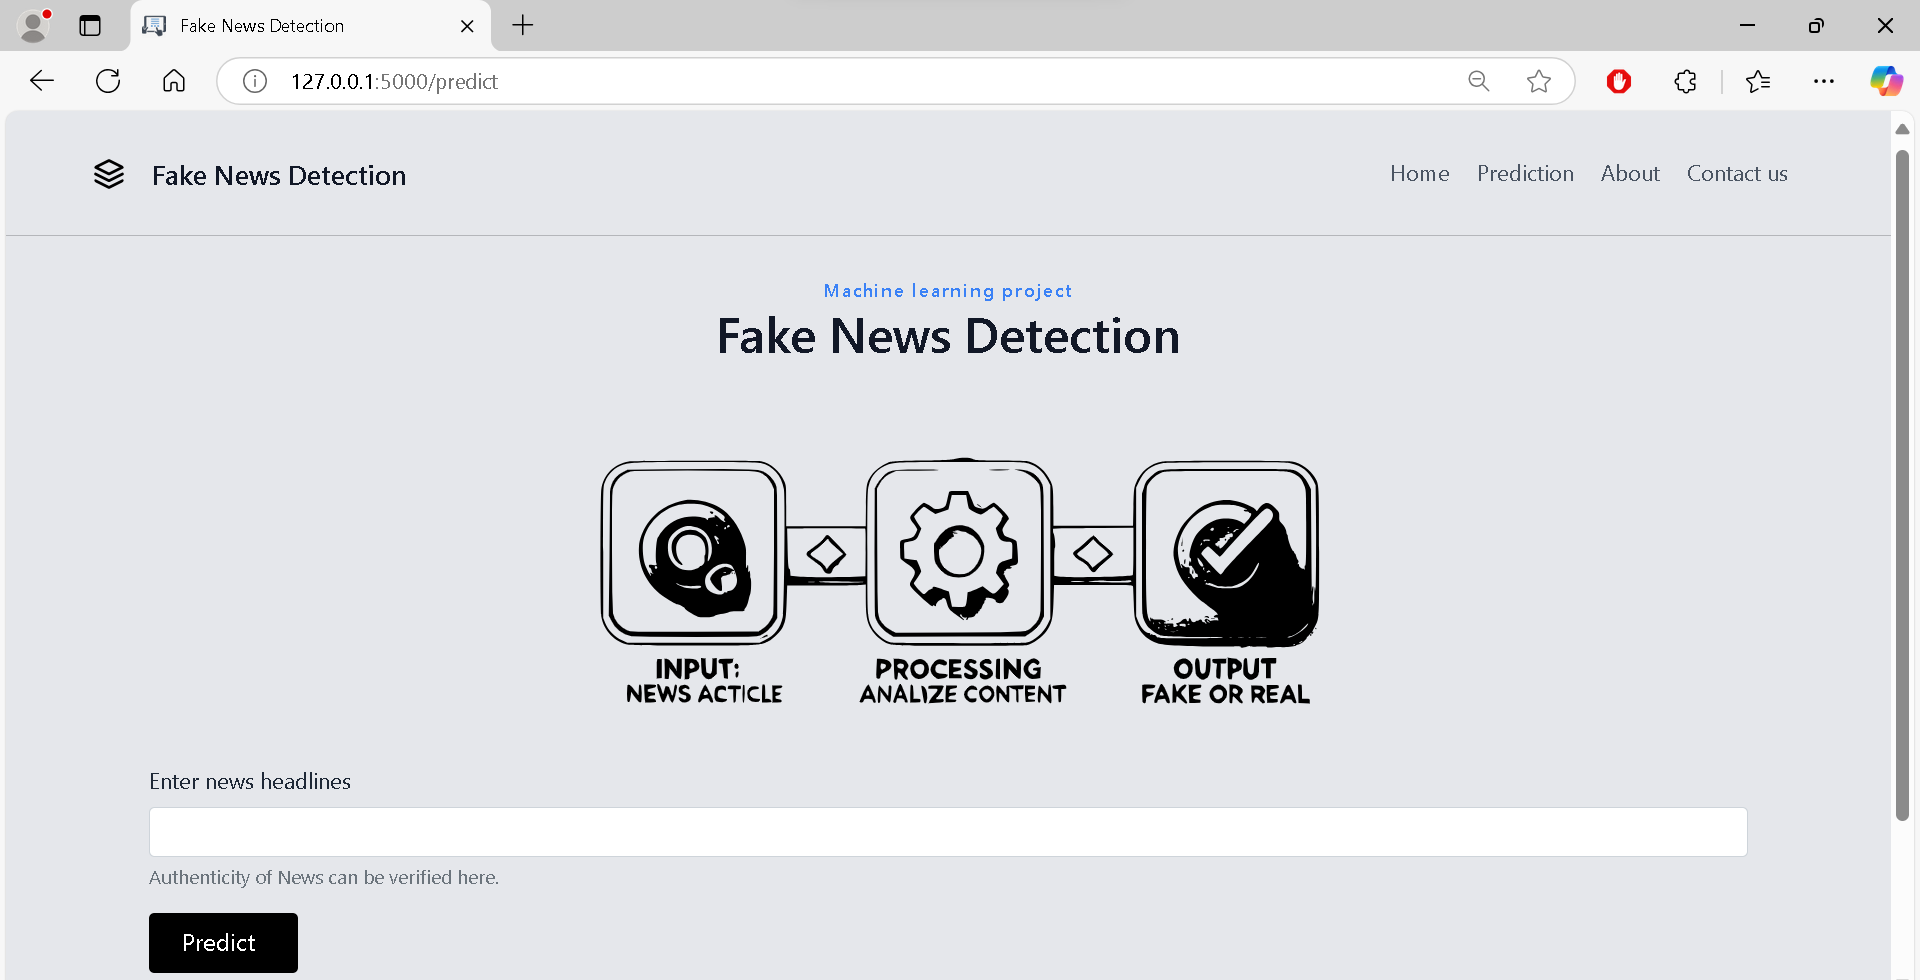 Fake News Detection
127.0.0.1:5000/predict
Fake News Detection
Home Prediction About Contact us
Machine learning project
Fake News Detection
INPUT:
NEWS ACTICLE
PROCESSING
ANALIZE CONTENT
OUTPUT
FAKE OR REAL
Enter news headlines
Authenticity of News can be verified here.
Predict